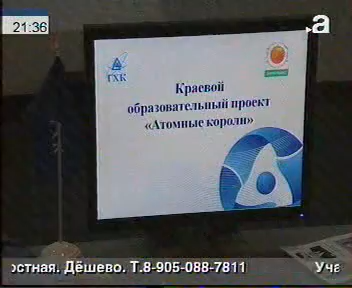 21:36
а
ГХК
Краевой
образовательный проект
«Атомные короли»
остная. Дёшево. Т.8-905-088-7811
Уча